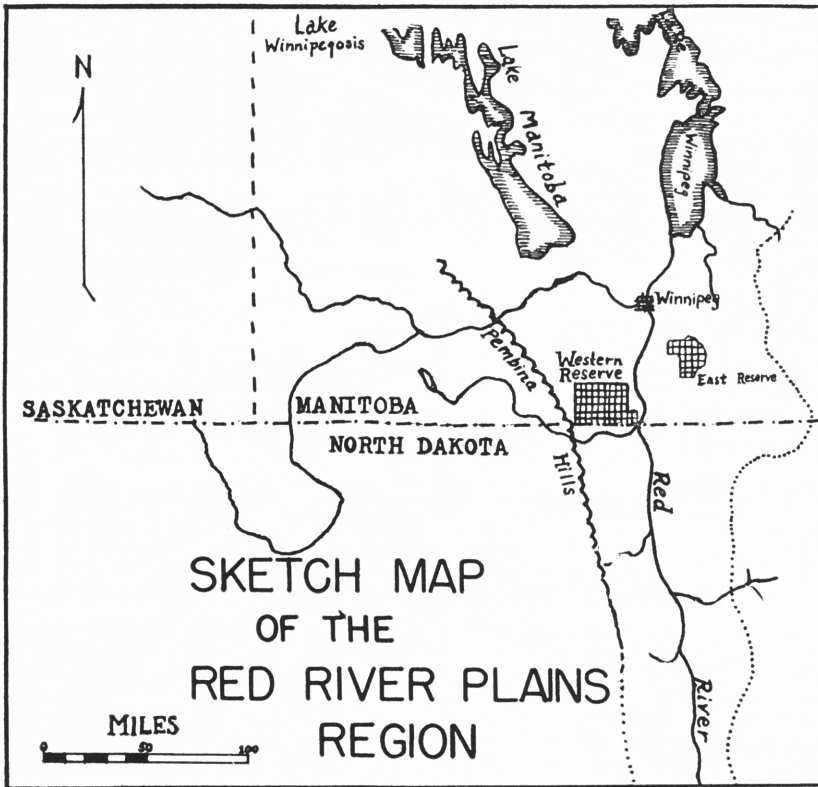 Lake
Winnipegosis
N
Lake
Manitoba
Lake
Winnipeg
Winnipeg
Pembina
Hills
Western
Reserve
East Reserve
SASKATCHEWAN
MANITOBA
NORTH DAKOTA
Red
River
SKETCH MAP
OF THE
RED RIVER PLAINS
REGION
MILES
0 50 100